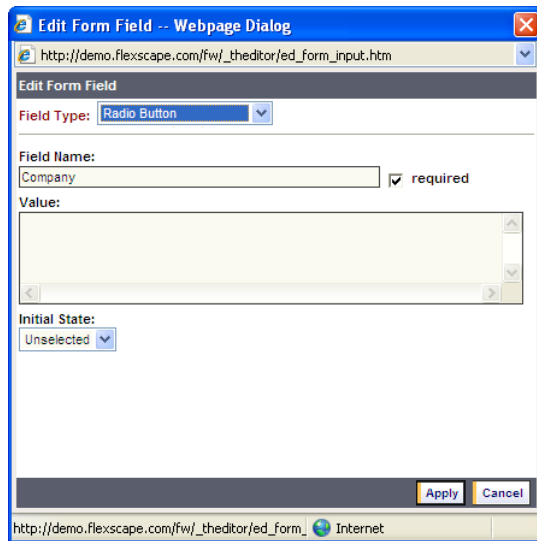 Edit Form Field -- Webpage Dialog
http://demo.flexscape.com/fw/_theditor/ed_form_input.htm
Edit Form Field
Field Type: Radio Button
Field Name:
Company required
Value:
Initial State:
Unselected
Apply Cancel
http://demo.flexscape.com/fw/_theditor/ed_form_ Internet